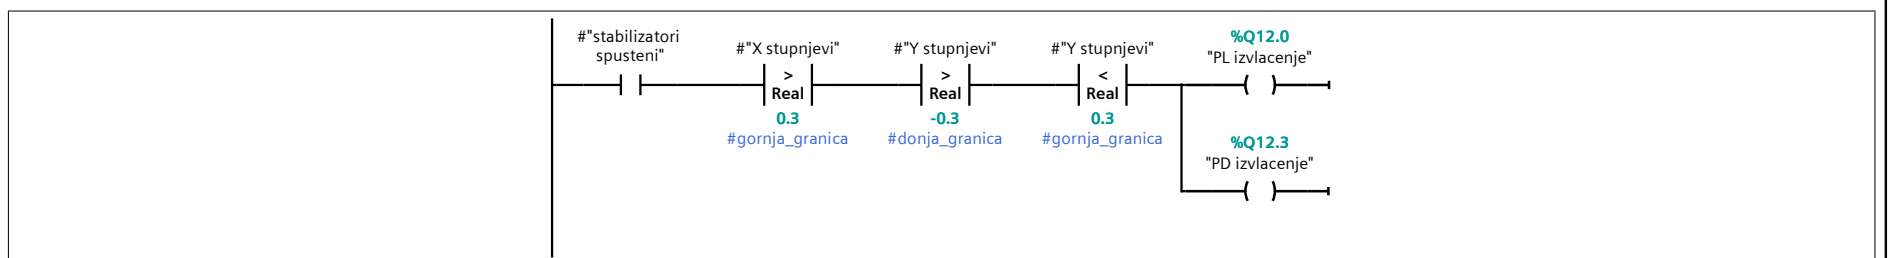 #"stabilizatori
spusteni"
#"X stupnjevi"
>
Real
0.3
#gornja_granica
#"Y stupnjevi"
>
Real
-0.3
#donja_granica
#"Y stupnjevi"
<
Real
0.3
#gornja_granica
%Q12.0
"PL izvlacenje"
%Q12.3
"PD izvlacenje"